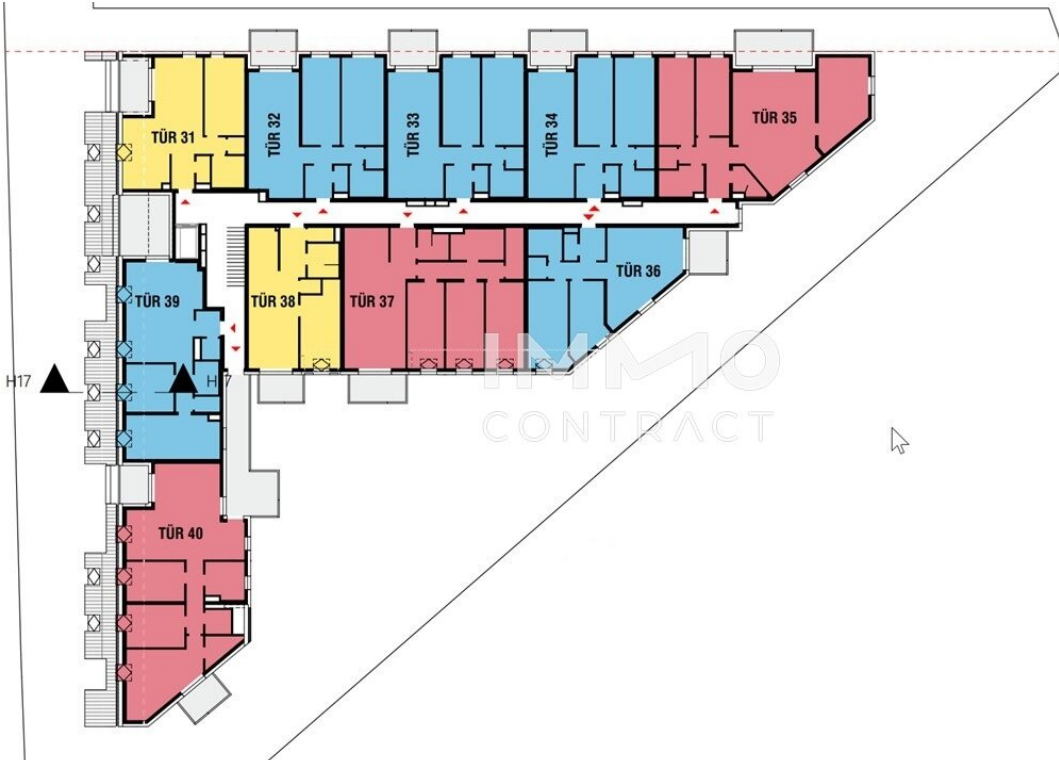 TÜR 31
TÜR 32
TÜR 33
TÜR 34
TÜR 35
TÜR 36
TÜR 37
TÜR 38
TÜR 39
H17
H17
TÜR 40
IMMO
CONTRACT